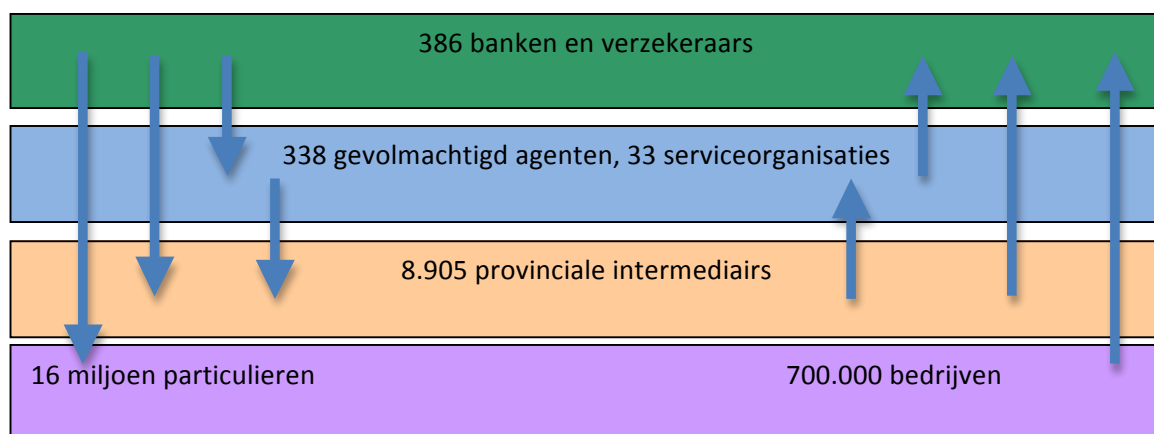 386 banken en verzekeraars
338 gevolmachtigd agenten, 33 serviceorganisaties
8.905 provinciale intermediairs
16 miljoen particulieren
700.000 bedrijven